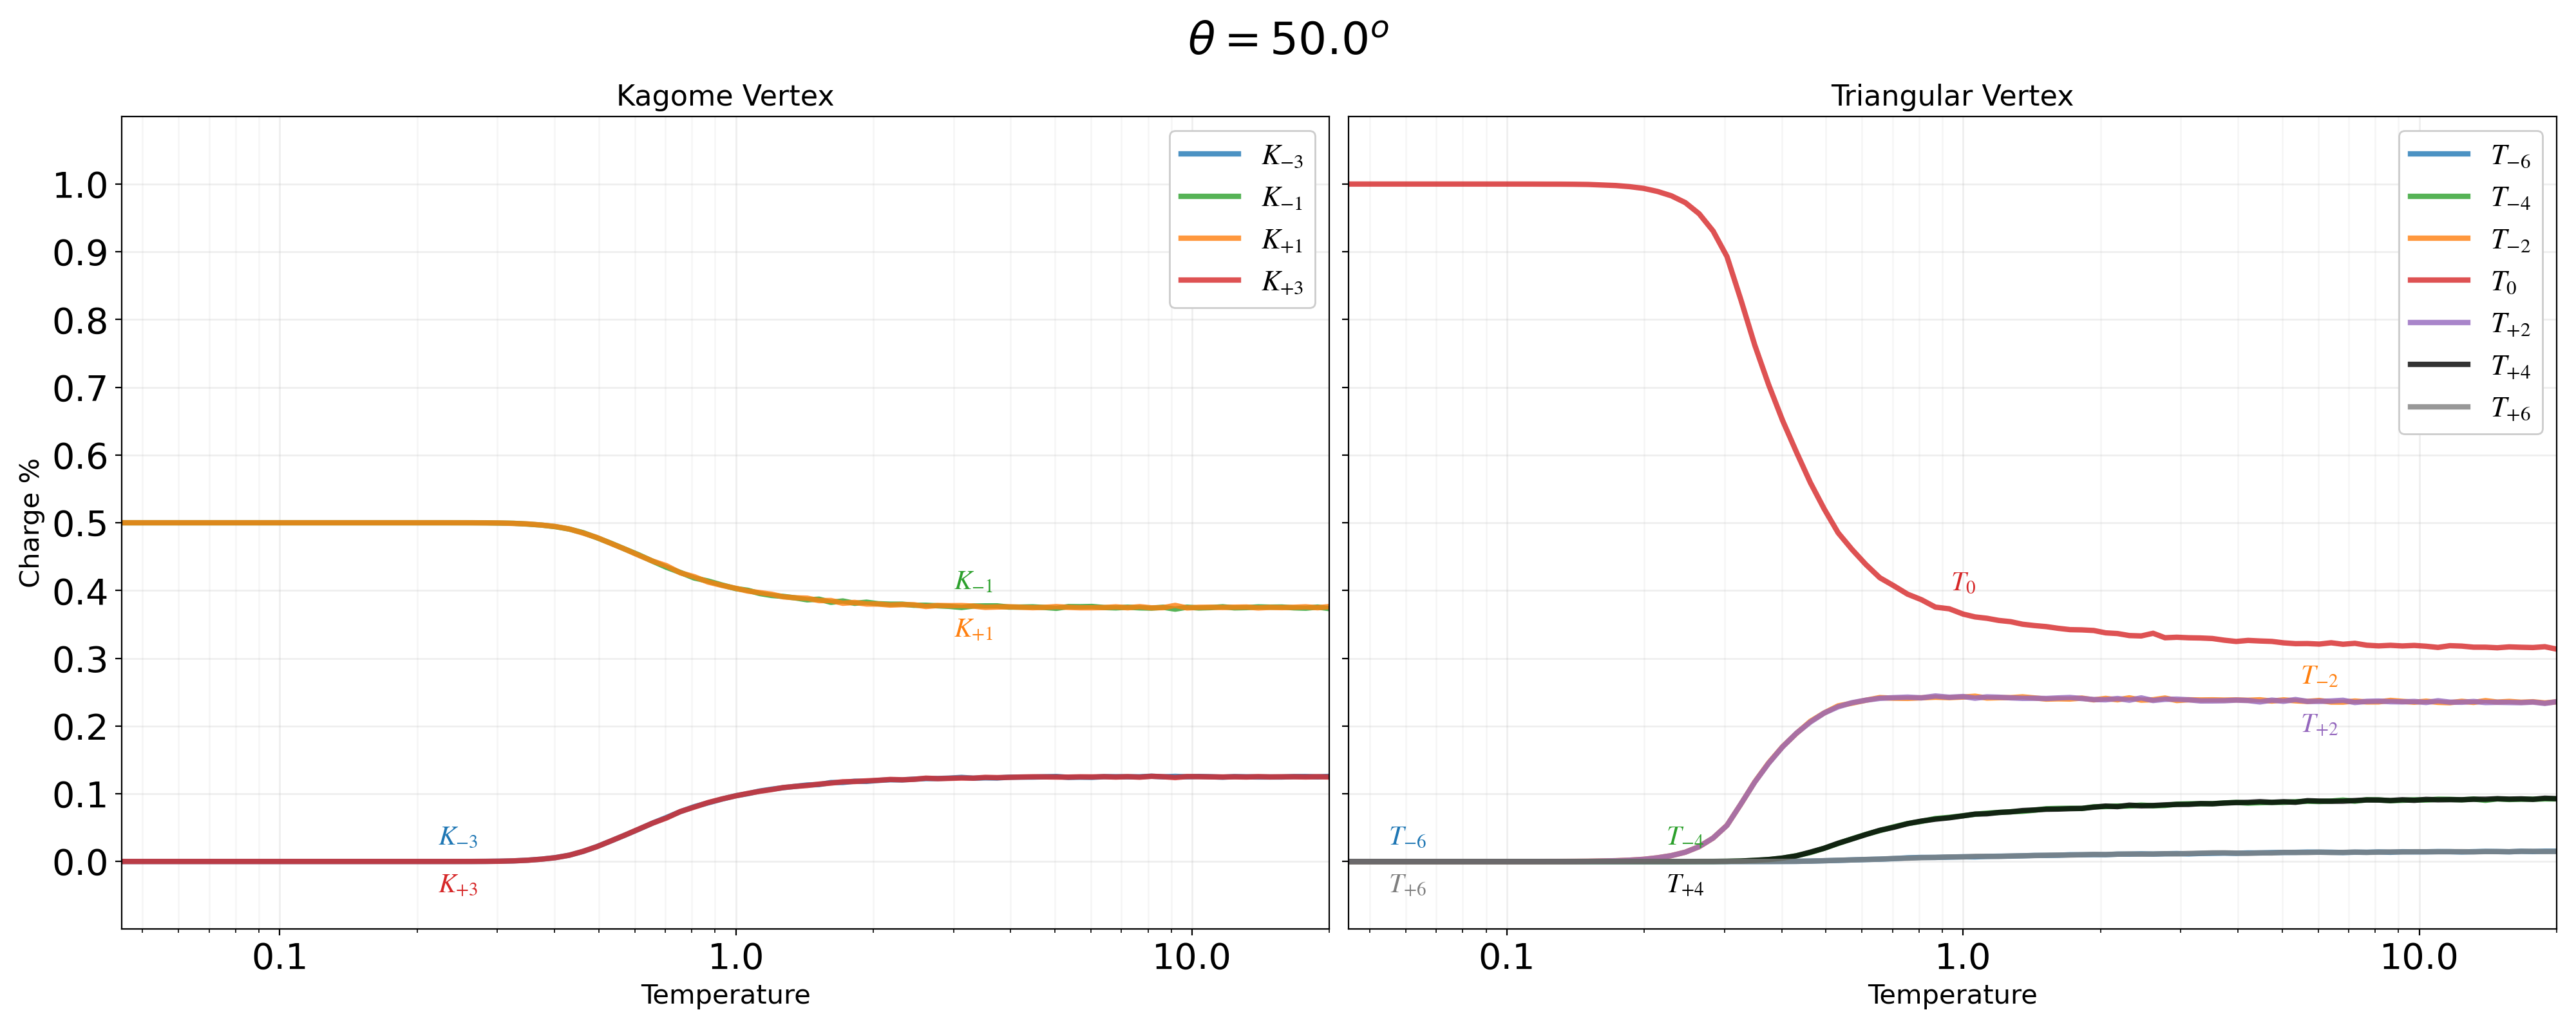 θ = 50.0°
Kagome Vertex
1.0
0.9
0.8
0.7
0.6
0.5
0.4
0.3
0.2
0.1
0.0
Charge %
K₋₃
K₋₁
K₊₁
K₊₃
K₋₁
K₊₁
K₋₃
K₊₃
0.1 1.0 10.0
Temperature
Triangular Vertex
T₋₆
T₋₄
T₋₂
T₀
T₊₂
T₊₄
T₊₆
T₀
T₋₂
T₊₂
T₋₆ T₋₄
T₊₆ T₊₄
0.1 1.0 10.0
Temperature